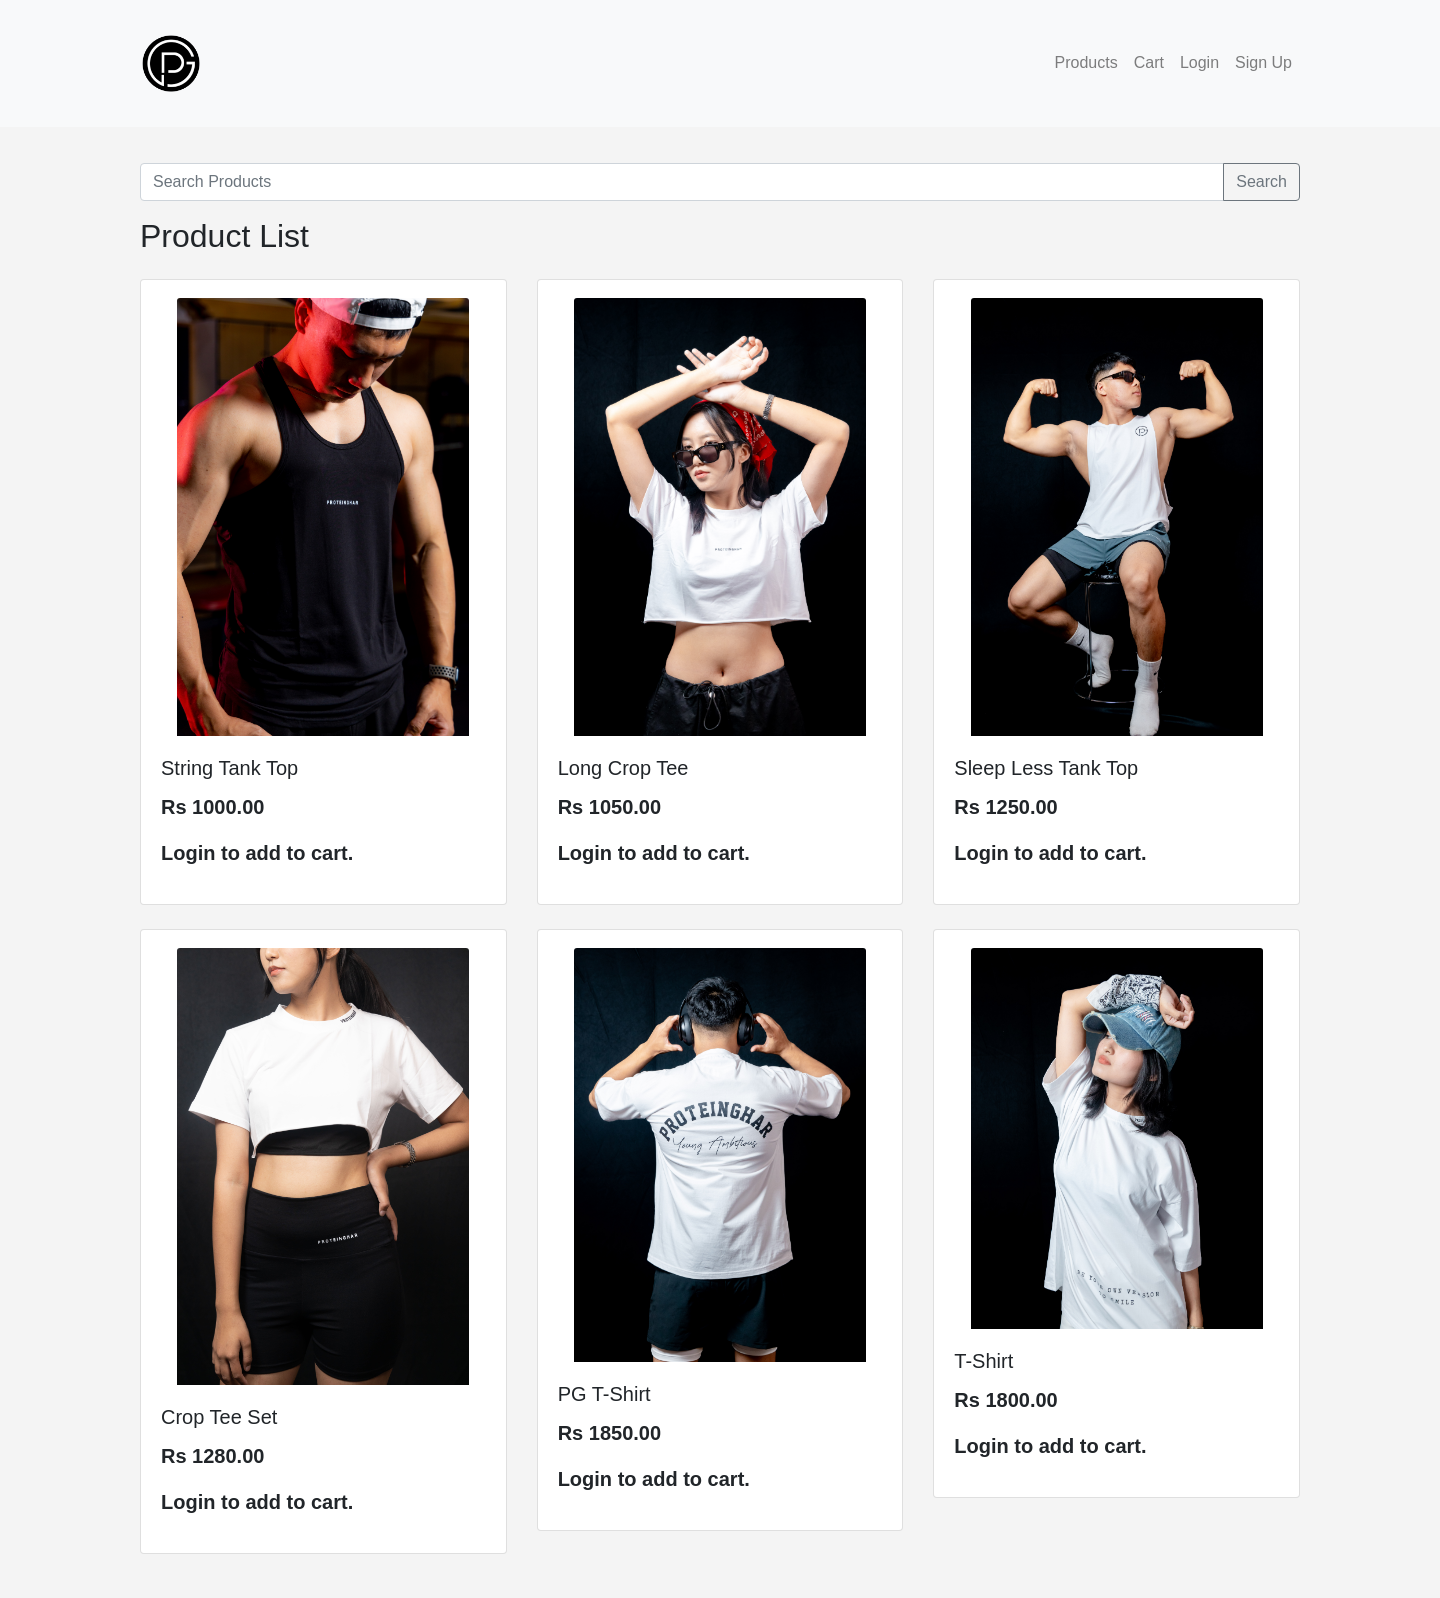 PG
Products Cart Login Sign Up
Search Products Search
Product List
PROTEINGHAR
PROTEINGHAR
String Tank Top
Long Crop Tee
Sleep Less Tank Top
Rs 1000.00
Rs 1050.00
Rs 1250.00
Login to add to cart.
Login to add to cart.
Login to add to cart.
PROTEINGHAR
Young Ambitious
PROTEINGHAR
Crop Tee Set
PG T-Shirt
T-Shirt
Rs 1280.00
Rs 1850.00
Rs 1800.00
Login to add to cart.
Login to add to cart.
Login to add to cart.